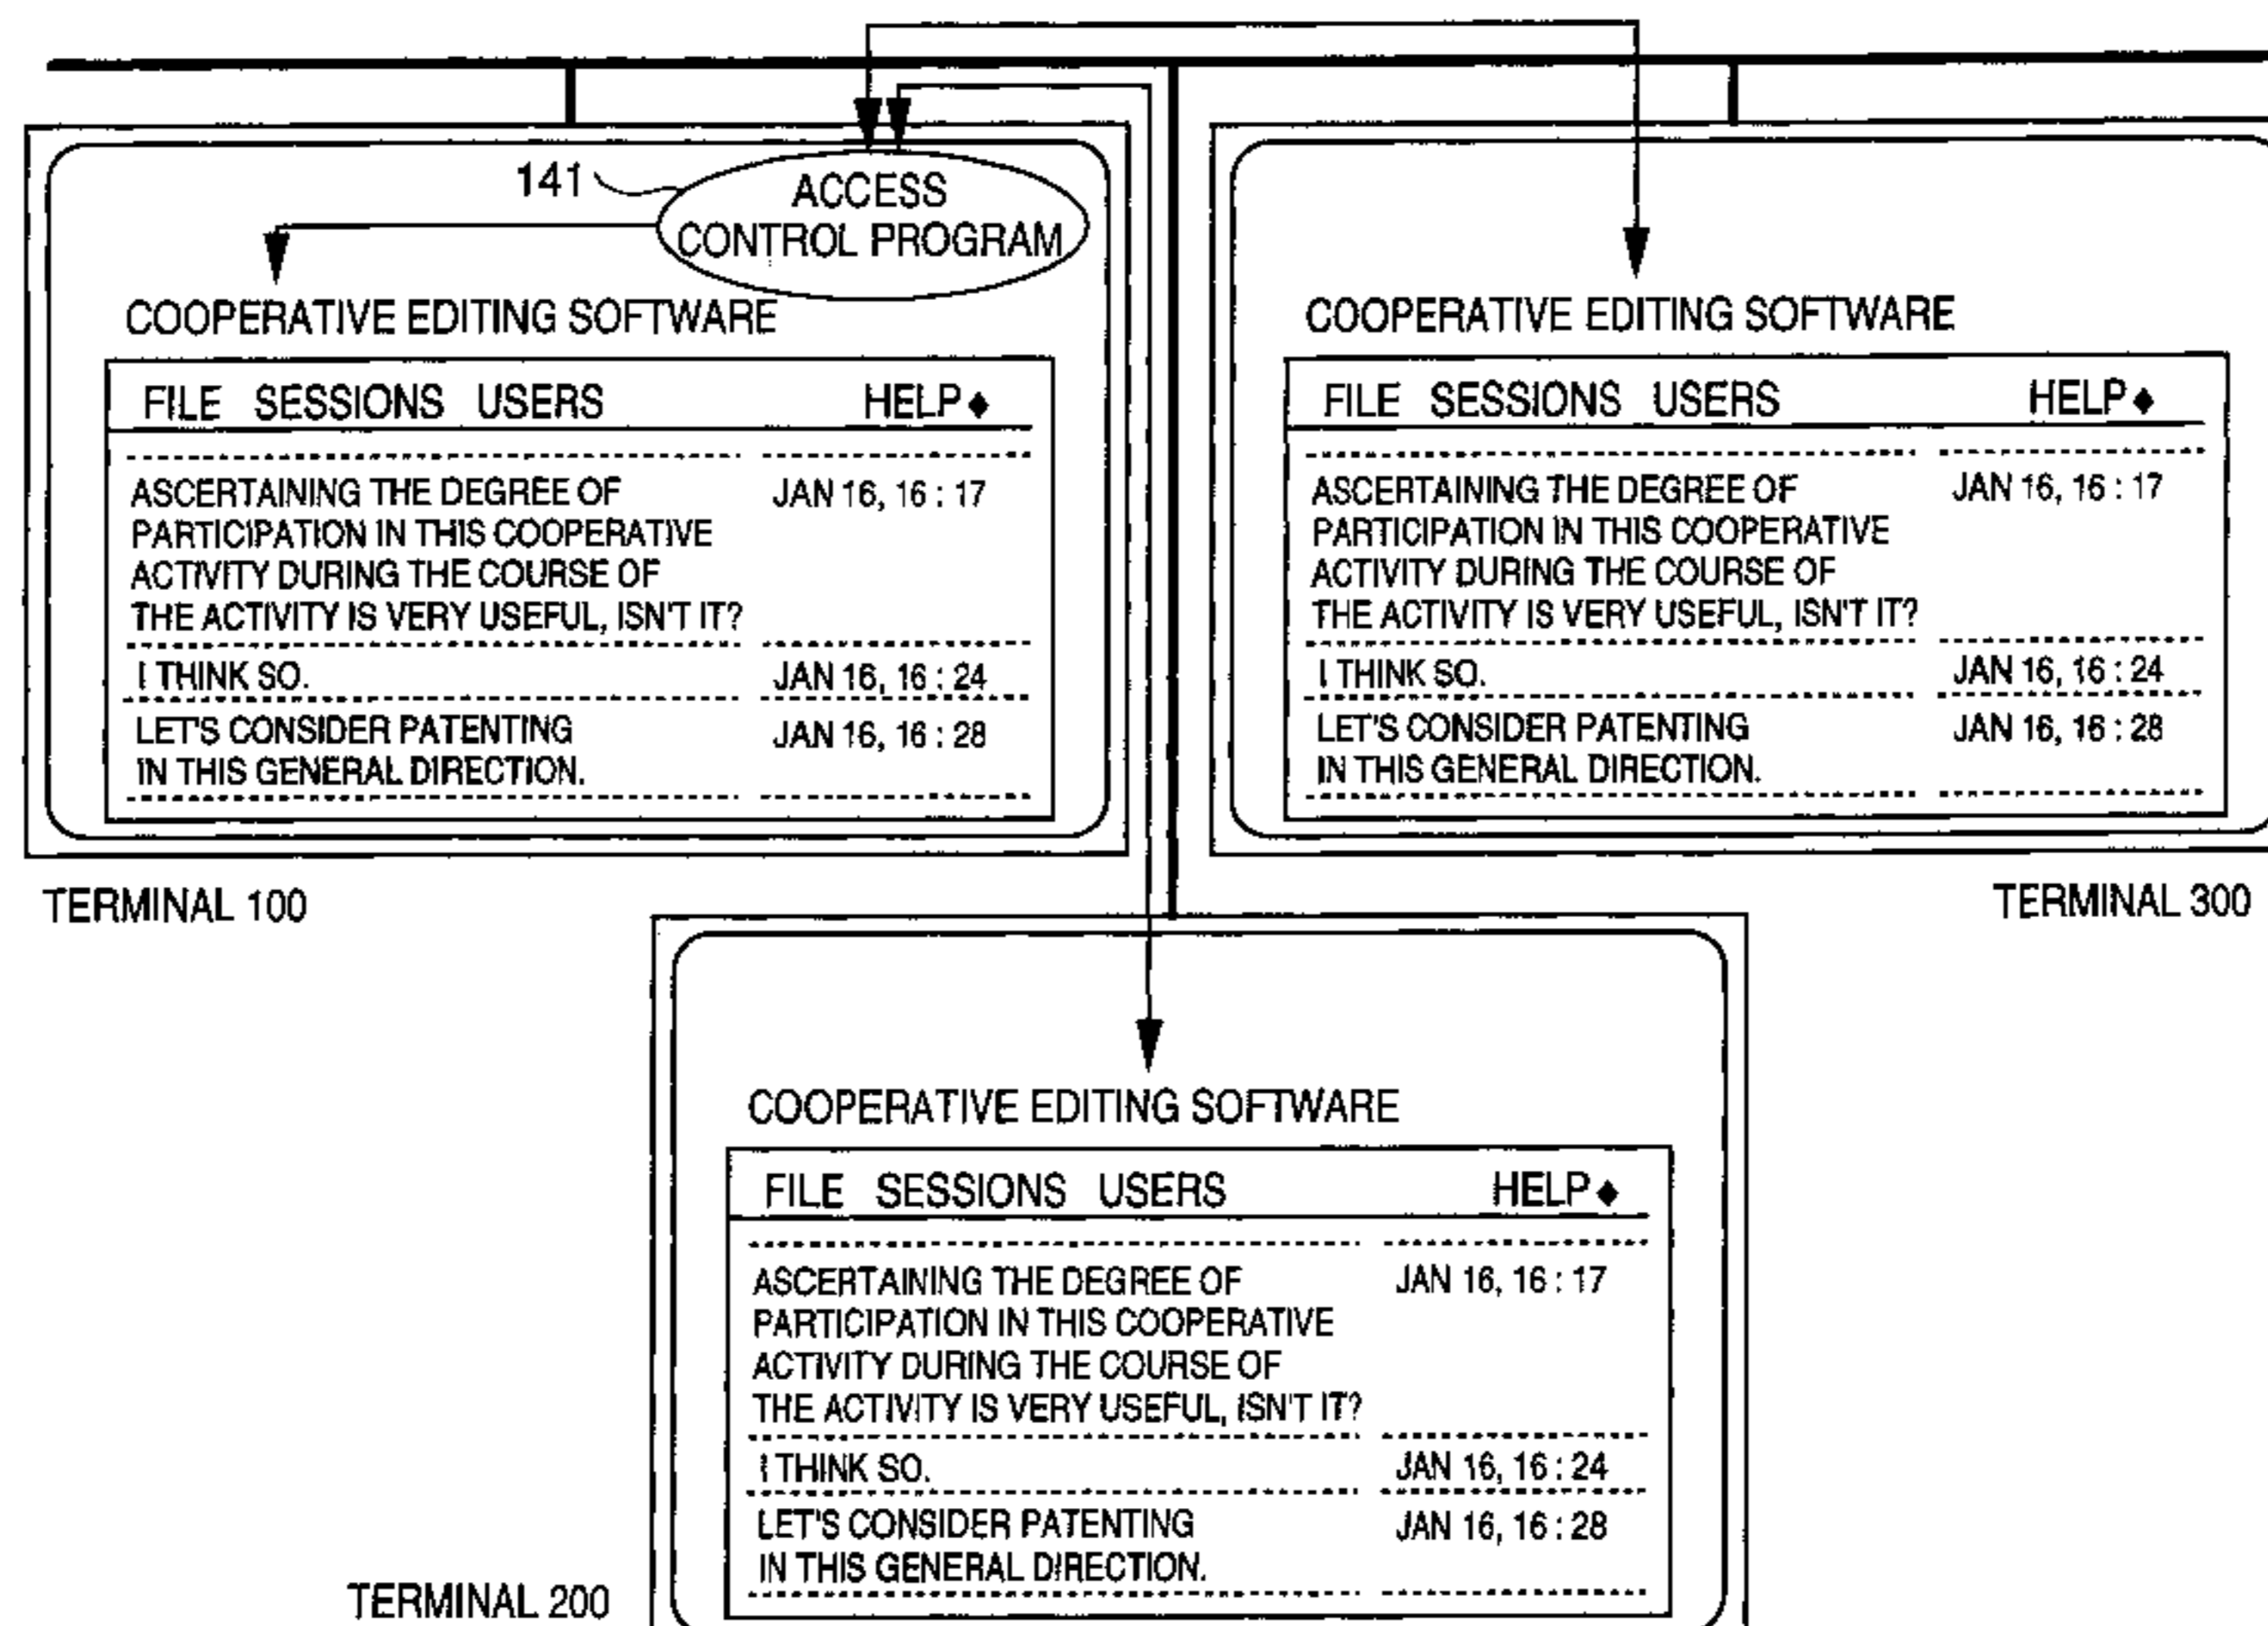 141
ACCESS
CONTROL PROGRAM
COOPERATIVE EDITING SOFTWARE
FILE SESSIONS USERS HELP♦
ASCERTAINING THE DEGREE OF JAN 16, 16 : 17
PARTICIPATION IN THIS COOPERATIVE
ACTIVITY DURING THE COURSE OF
THE ACTIVITY IS VERY USEFUL, ISN'T IT?
I THINK SO. JAN 16, 16 : 24
LET'S CONSIDER PATENTING JAN 16, 16 : 28
IN THIS GENERAL DIRECTION.
TERMINAL 100
COOPERATIVE EDITING SOFTWARE
FILE SESSIONS USERS HELP♦
ASCERTAINING THE DEGREE OF JAN 16, 16 : 17
PARTICIPATION IN THIS COOPERATIVE
ACTIVITY DURING THE COURSE OF
THE ACTIVITY IS VERY USEFUL, ISN'T IT?
I THINK SO. JAN 16, 16 : 24
LET'S CONSIDER PATENTING JAN 16, 16 : 28
IN THIS GENERAL DIRECTION.
TERMINAL 300
COOPERATIVE EDITING SOFTWARE
FILE SESSIONS USERS HELP♦
ASCERTAINING THE DEGREE OF JAN 16, 16 : 17
PARTICIPATION IN THIS COOPERATIVE
ACTIVITY DURING THE COURSE OF
THE ACTIVITY IS VERY USEFUL, ISN'T IT?
I THINK SO. JAN 16, 16 : 24
LET'S CONSIDER PATENTING JAN 16, 16 : 28
IN THIS GENERAL DIRECTION.
TERMINAL 200